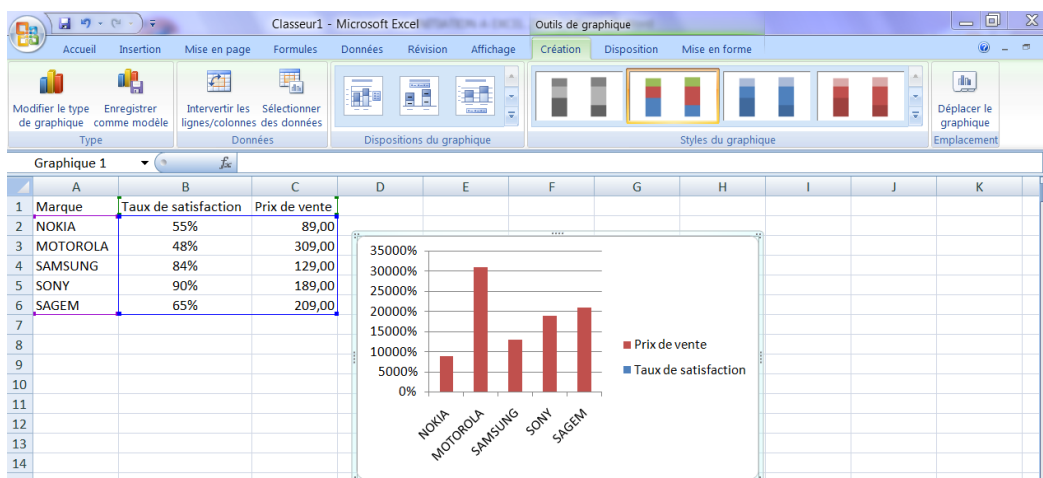 Classeur1 - Microsoft Excel
Outils de graphique
Accueil Insertion Mise en page Formules Données Révision Affichage Création Disposition Mise en forme
Modifier le type de graphique
Enregistrer comme modèle
Intervertir les lignes/colonnes
Sélectionner des données
Déplacer le graphique
Type Données Dispositions du graphique Styles du graphique Emplacement
Graphique 1 fx
A B C D E F G H I J K
1 Marque Taux de satisfaction Prix de vente
2 NOKIA 55% 89,00
3 MOTOROLA 48% 309,00
4 SAMSUNG 84% 129,00
5 SONY 90% 189,00
6 SAGEM 65% 209,00
7
8
9
10
11
12
13
14
35000%
30000%
25000%
20000%
15000%
10000%
5000%
0%
NOKIA MOTOROLA SAMSUNG SONY SAGEM
Prix de vente
Taux de satisfaction